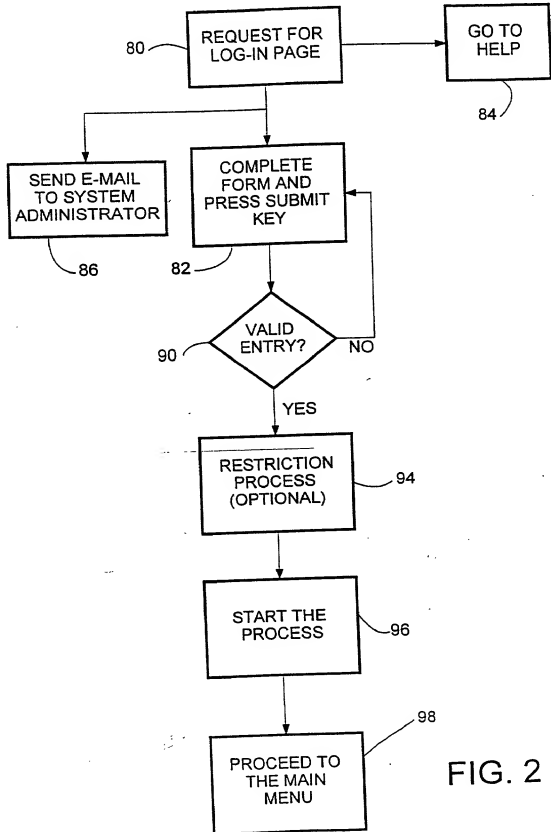 80
REQUEST FOR
LOG-IN PAGE
GO TO
HELP
84
SEND E-MAIL
TO SYSTEM
ADMINISTRATOR
86
COMPLETE
FORM AND
PRESS SUBMIT
KEY
82
VALID
ENTRY?
90
NO
YES
RESTRICTION
PROCESS
(OPTIONAL)
94
START THE
PROCESS
96
PROCEED TO
THE MAIN
MENU
98
FIG. 2